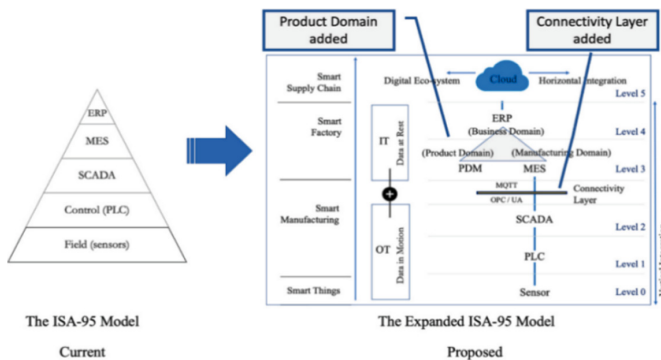 Product Domain
added
Connectivity Layer
added
ERP
MES
SCADA
Control (PLC)
Field (sensors)
The ISA-95 Model
Current
Smart
Supply Chain
Digital Eco-system
Cloud
Horizontal Integration
Level 5
Smart
Factory
IT
Data at Rest
ERP
(Business Domain)
Level 4
(Product Domain)
(Manufacturing Domain)
PDM
MES
Level 3
MQTT
OPC / UA
Connectivity
Layer
Smart
Manufacturing
OT
Data in Motion
SCADA
Level 2
PLC
Level 1
Smart Things
Sensor
Level 0
The Expanded ISA-95 Model
Proposed